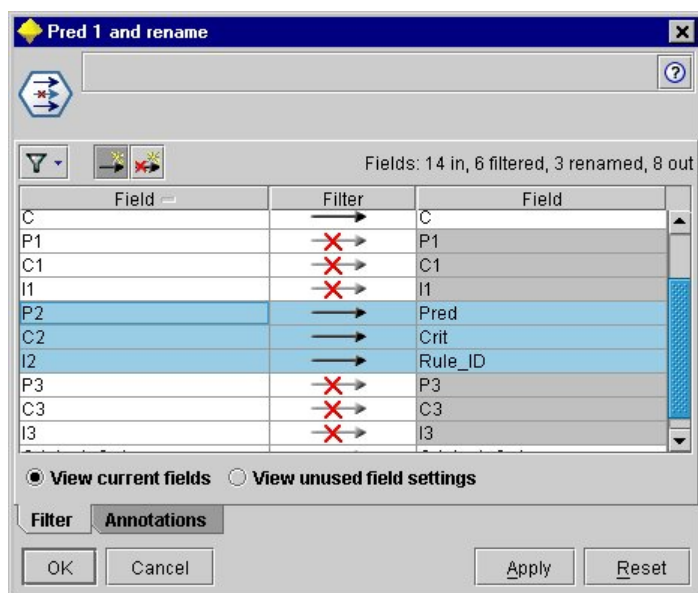 Pred 1 and rename
Fields: 14 in, 6 filtered, 3 renamed, 8 out
Field Filter Field
C C
P1 P1
C1 C1
I1 I1
P2 Pred
C2 Crit
I2 Rule_ID
P3 P3
C3 C3
I3 I3
View current fields View unused field settings
Filter Annotations
OK Cancel Apply Reset